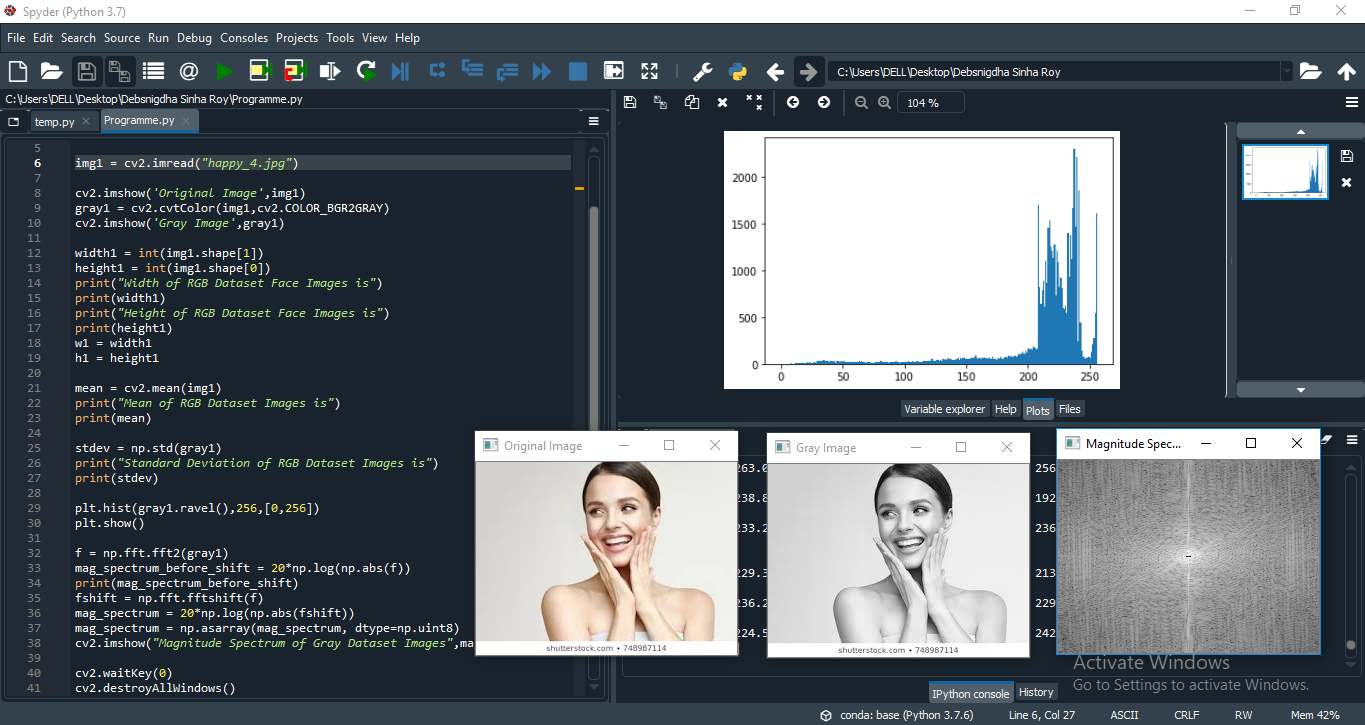 Spyder (Python 3.7)
File Edit Search Source Run Debug Consoles Projects Tools View Help
C:\Users\DELL\Desktop\Debsnigdha Sinha Roy
C:\Users\DELL\Desktop\Debsnigdha Sinha Roy\Programme.py
temp.py Programme.py
104 %
5
6 img1 = cv2.imread("happy_4.jpg")
7
8 cv2.imshow('Original Image',img1)
9 gray1 = cv2.cvtColor(img1,cv2.COLOR_BGR2GRAY)
10 cv2.imshow('Gray Image',gray1)
11
12 width1 = int(img1.shape[1])
13 height1 = int(img1.shape[0])
14 print("Width of RGB Dataset Face Images is")
15 print(width1)
16 print("Height of RGB Dataset Face Images is")
17 print(height1)
18 w1 = width1
19 h1 = height1
20
21 mean = cv2.mean(img1)
22 print("Mean of RGB Dataset Images is")
23 print(mean)
24
25 stdev = np.std(gray1)
26 print("Standard Deviation of RGB Dataset Images is")
27 print(stdev)
28
29 plt.hist(gray1.ravel(),256,[0,256])
30 plt.show()
31
32 f = np.fft.fft2(gray1)
33 mag_spectrum_before_shift = 20*np.log(np.abs(f))
34 print(mag_spectrum_before_shift)
35 fshift = np.fft.fftshift(f)
36 mag_spectrum = 20*np.log(np.abs(fshift))
37 mag_spectrum = np.asarray(mag_spectrum, dtype=np.uint8)
38 cv2.imshow("Magnitude Spectrum of Gray Dataset Images",ma
39
40 cv2.waitKey(0)
41 cv2.destroyAllWindows()
2000
1500
1000
500
0
0 50 100 150 200 250
Variable explorer Help Plots Files
Original Image
shutterstock.com • 748987114
Gray Image
shutterstock.com • 748987114
Magnitude Spec...
263.0
238.8
233.2
229.3
236.2
224.5
256
192
236
213
229
242
Activate Windows
Go to Settings to activate Windows.
IPython console History
conda: base (Python 3.7.6) Line 6, Col 27 ASCII CRLF RW Mem 42%